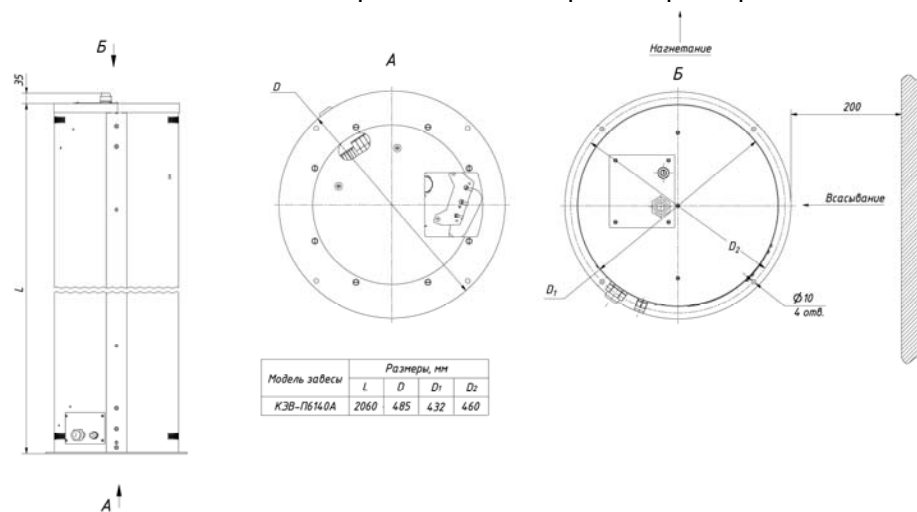 Нагнетание
Б
А
Б
35
D
200
Всасывание
L
D₂
D₁
Ø10
4 отв.
Модель завесы
Размеры, мм
L D D₁ D₂
КЭВ-П6140А 2060 485 432 460
А